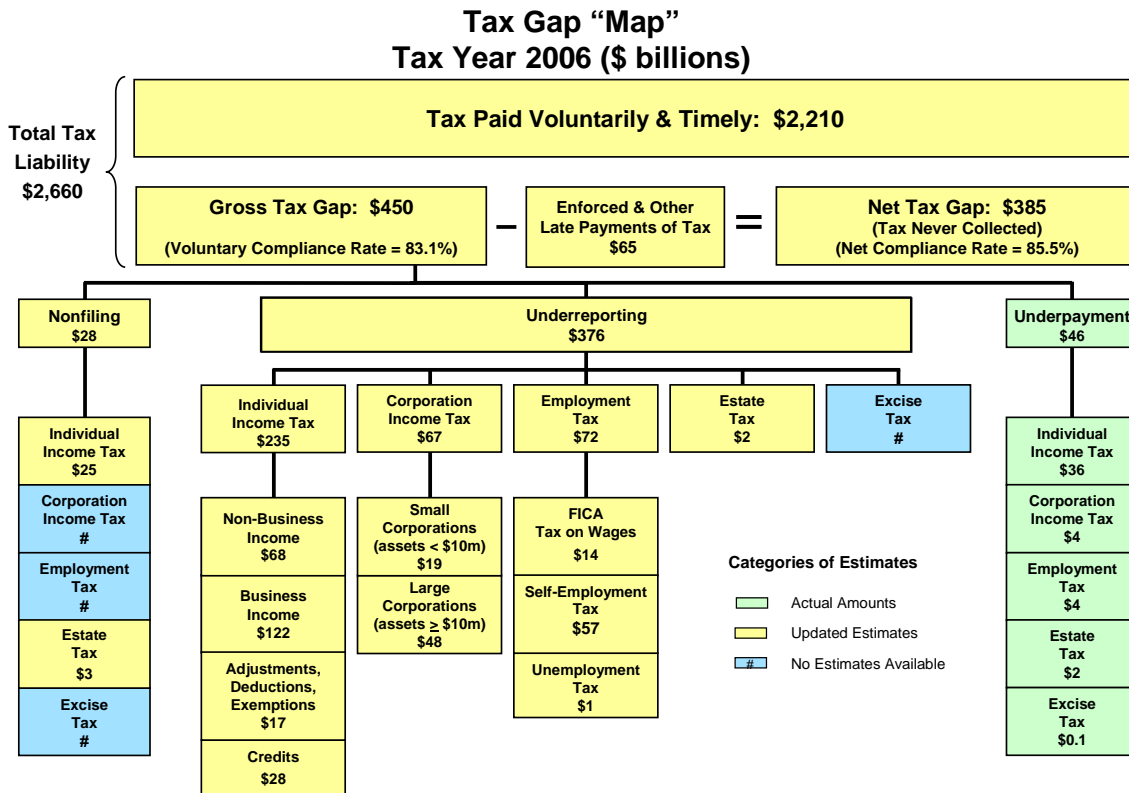 Tax Gap “Map”
Tax Year 2006 ($ billions)
Total Tax
Liability
$2,660
Tax Paid Voluntarily & Timely: $2,210
Gross Tax Gap: $450
(Voluntary Compliance Rate = 83.1%)
–
Enforced & Other
Late Payments of Tax
$65
=
Net Tax Gap: $385
(Tax Never Collected)
(Net Compliance Rate = 85.5%)
Nonfiling
$28
Individual
Income Tax
$25
Corporation
Income Tax
#
Employment
Tax
#
Estate
Tax
$3
Excise
Tax
#
Underreporting
$376
Individual
Income Tax
$235
Non-Business
Income
$68
Business
Income
$122
Adjustments,
Deductions,
Exemptions
$17
Credits
$28
Corporation
Income Tax
$67
Small
Corporations
(assets < $10m)
$19
Large
Corporations
(assets ≥ $10m)
$48
Employment
Tax
$72
FICA
Tax on Wages
$14
Self-Employment
Tax
$57
Unemployment
Tax
$1
Estate
Tax
$2
Excise
Tax
#
Underpayment
$46
Individual
Income Tax
$36
Corporation
Income Tax
$4
Employment
Tax
$4
Estate
Tax
$2
Excise
Tax
$0.1
Categories of Estimates
Actual Amounts
Updated Estimates
# No Estimates Available